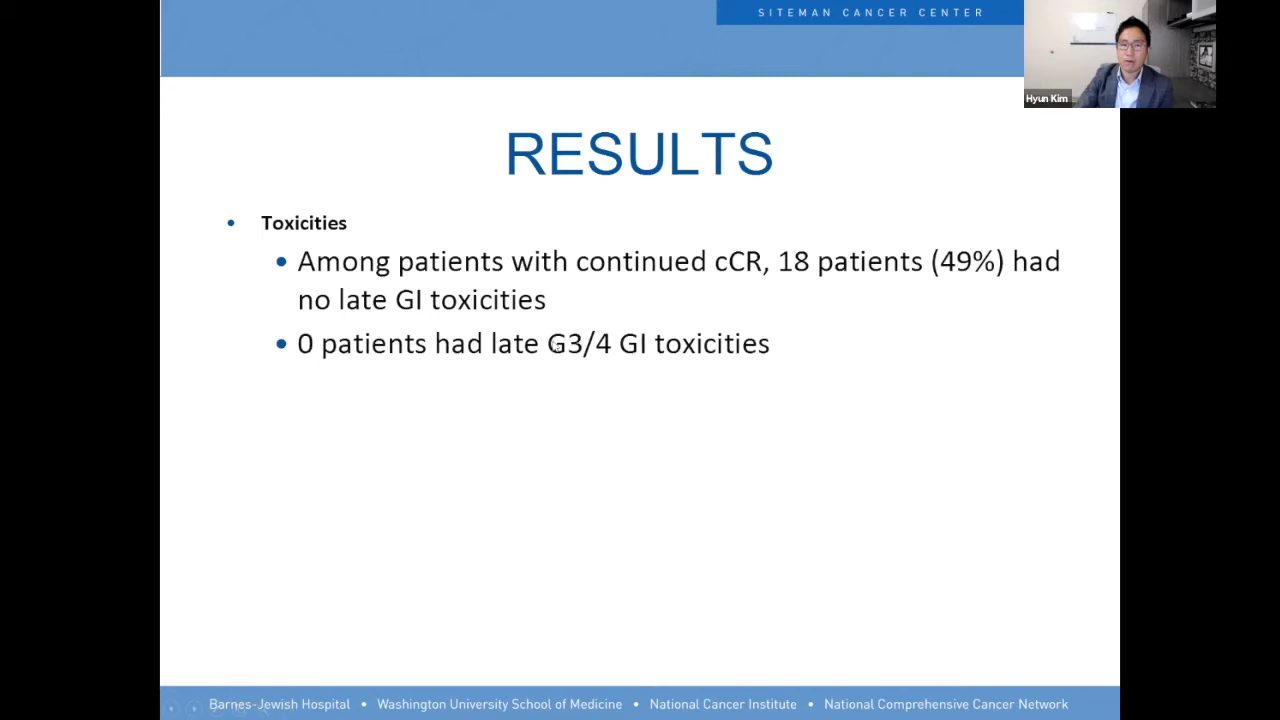 SITEMAN CANCER CENTER
Hyun Kim
RESULTS
• Toxicities
• Among patients with continued cCR, 18 patients (49%) had
no late GI toxicities
• 0 patients had late G3/4 GI toxicities
Barnes-Jewish Hospital • Washington University School of Medicine • National Cancer Institute • National Comprehensive Cancer Network